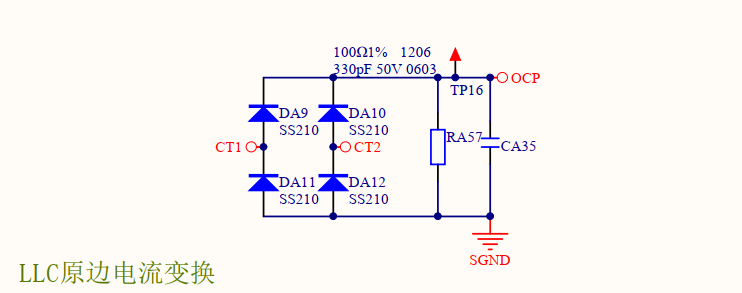 100Ω1% 1206
330pF 50V 0603
OCP
TP16
DA9
SS210
DA10
SS210
RA57
CA35
CT1
CT2
DA11
SS210
DA12
SS210
SGND
LLC原边电流变换